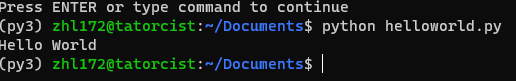 Press ENTER or type command to continue
(py3) zhl172@tatorcist:~/Documents$ python helloworld.py
Hello World
(py3) zhl172@tatorcist:~/Documents$